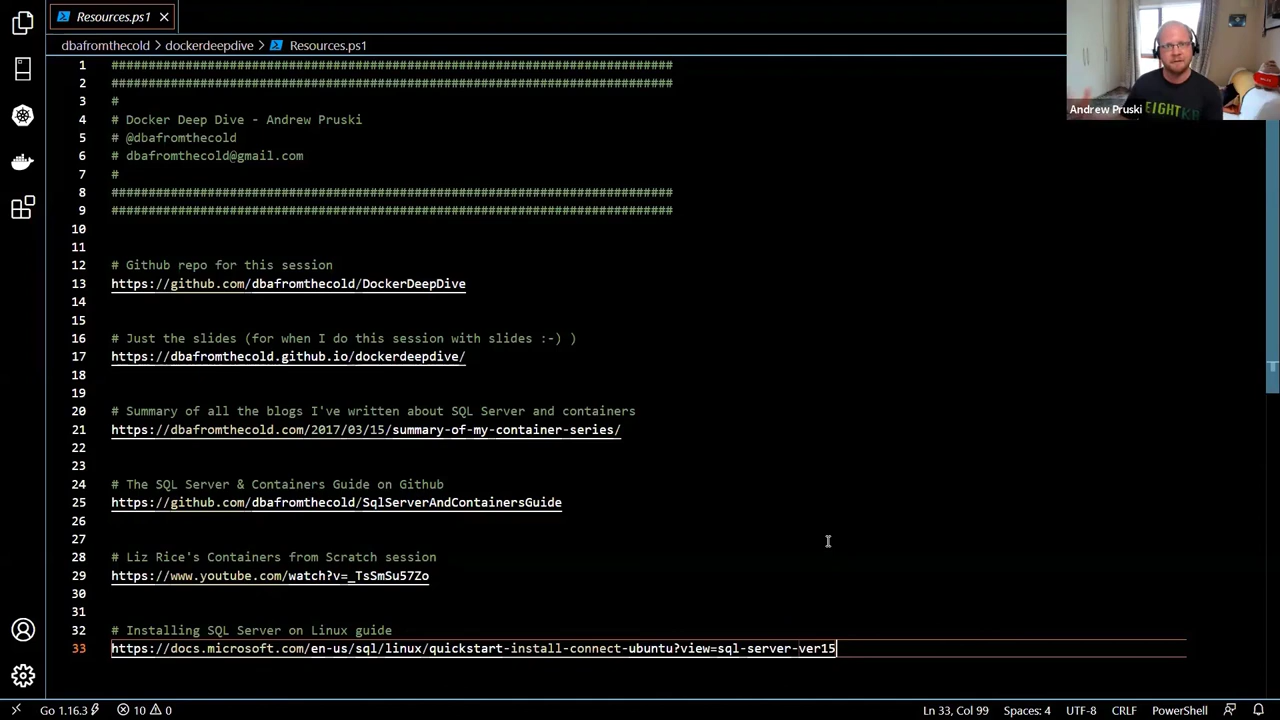 Resources.ps1
dbafromthecold > dockerdeepdive > Resources.ps1
1 ############################################################################
2 ############################################################################
3 #
4 # Docker Deep Dive - Andrew Pruski
5 # @dbafromthecold
6 # dbafromthecold@gmail.com
7 #
8 ############################################################################
9 ############################################################################
10
11
12 # Github repo for this session
13 https://github.com/dbafromthecold/DockerDeepDive
14
15
16 # Just the slides (for when I do this session with slides :-) )
17 https://dbafromthecold.github.io/dockerdeepdive/
18
19
20 # Summary of all the blogs I've written about SQL Server and containers
21 https://dbafromthecold.com/2017/03/15/summary-of-my-container-series/
22
23
24 # The SQL Server & Containers Guide on Github
25 https://github.com/dbafromthecold/SqlServerAndContainersGuide
26
27
28 # Liz Rice's Containers from Scratch session
29 https://www.youtube.com/watch?v=_TsSmSu57Zo
30
31
32 # Installing SQL Server on Linux guide
33 https://docs.microsoft.com/en-us/sql/linux/quickstart-install-connect-ubuntu?view=sql-server-ver15
Andrew Pruski
Go 1.16.3 0 0 Ln 33, Col 99 Spaces: 4 UTF-8 CRLF PowerShell